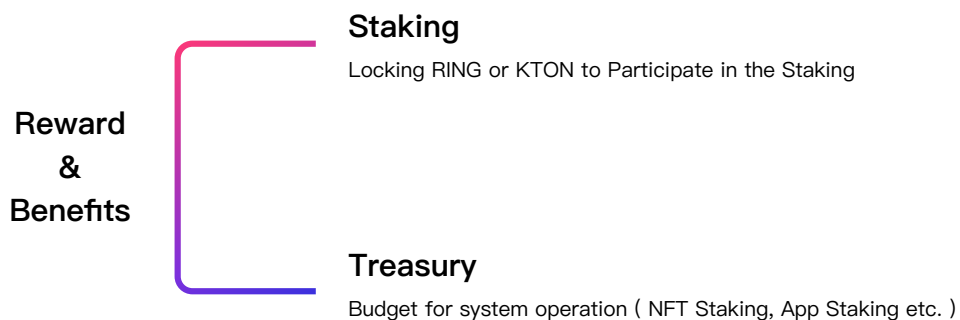 Reward
&
Benefits
Staking
Locking RING or KTON to Participate in the Staking
Treasury
Budget for system operation ( NFT Staking, App Staking etc. )